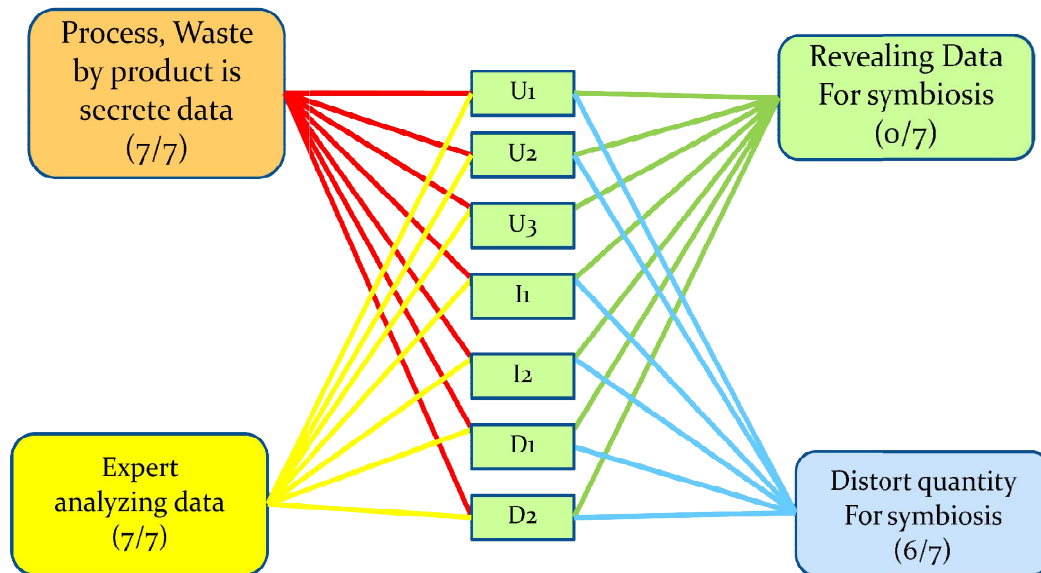 Process, Waste
by product is
secrete data
(7/7)
Revealing Data
For symbiosis
(0/7)
U1
U2
U3
I1
I2
D1
D2
Expert
analyzing data
(7/7)
Distort quantity
For symbiosis
(6/7)